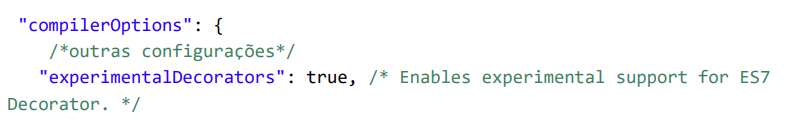 "compilerOptions": {
/*outras configurações*/
"experimentalDecorators": true, /* Enables experimental support for ES7
Decorator. */